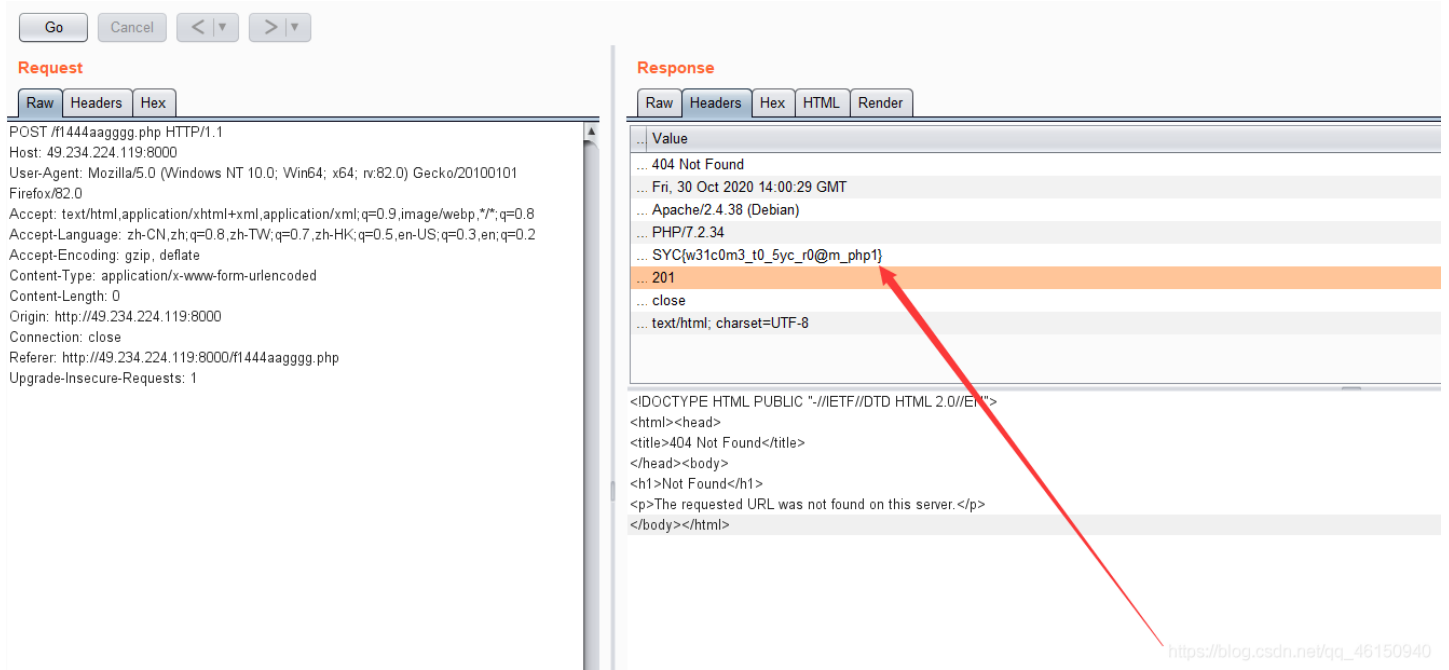 Go
Cancel
<
>
Request
Raw
Headers
Hex
POST /f1444aagggg.php HTTP/1.1
Host: 49.234.224.119:8000
User-Agent: Mozilla/5.0 (Windows NT 10.0; Win64; x64; rv:82.0) Gecko/20100101
Firefox/82.0
Accept: text/html,application/xhtml+xml,application/xml;q=0.9,image/webp,*/*;q=0.8
Accept-Language: zh-CN,zh;q=0.8,zh-TW;q=0.7,zh-HK;q=0.5,en-US;q=0.3,en;q=0.2
Accept-Encoding: gzip, deflate
Content-Type: application/x-www-form-urlencoded
Content-Length: 0
Origin: http://49.234.224.119:8000
Connection: close
Referer: http://49.234.224.119:8000/f1444aagggg.php
Upgrade-Insecure-Requests: 1
Response
Raw
Headers
Hex
HTML
Render
... Value
... 404 Not Found
... Fri, 30 Oct 2020 14:00:29 GMT
... Apache/2.4.38 (Debian)
... PHP/7.2.34
... SYC{w31c0m3_t0_5yc_r0@m_php1}
... 201
... close
... text/html; charset=UTF-8
<!DOCTYPE HTML PUBLIC "-//IETF//DTD HTML 2.0//EN">
<html><head>
<title>404 Not Found</title>
</head><body>
<h1>Not Found</h1>
<p>The requested URL was not found on this server.</p>
</body></html>
https://blog.csdn.net/qq_46150940